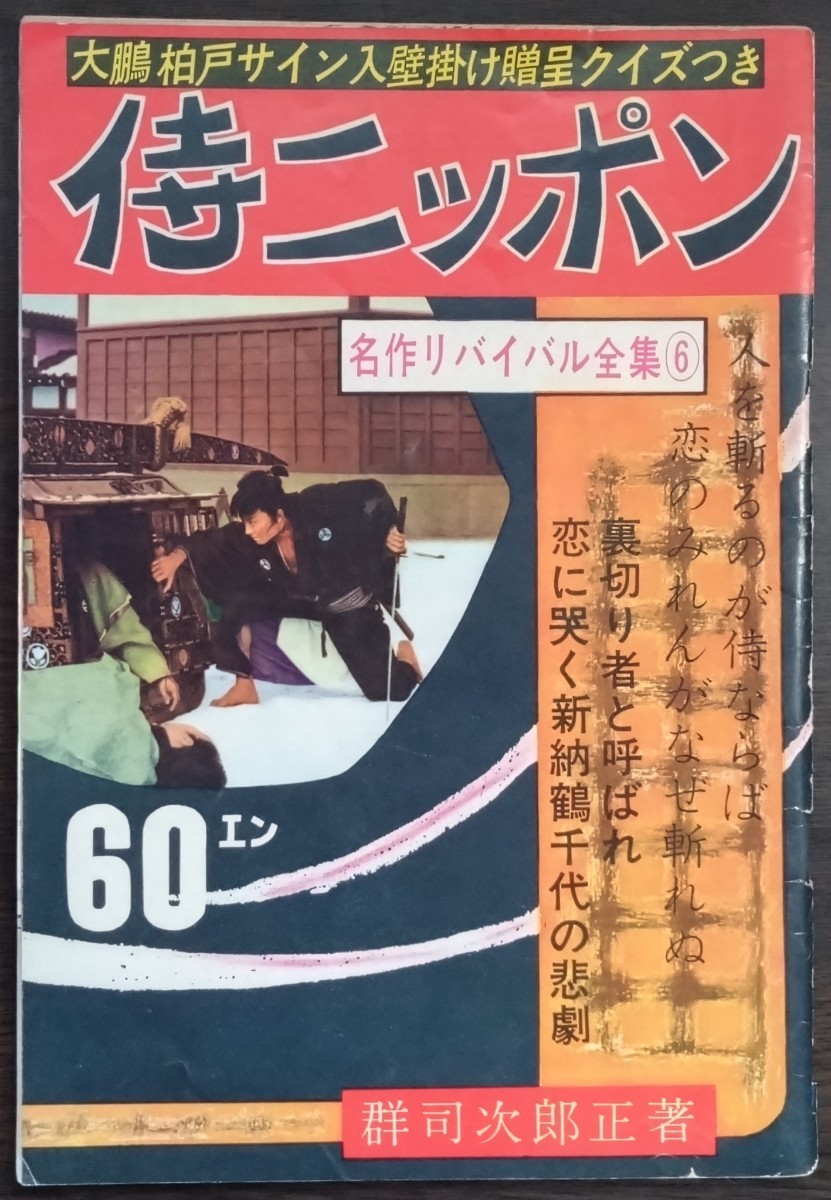 大鵬柏戸サイン入壁掛け贈呈クイズつき
侍ニッポン
名作リバイバル全集⑥
人を斬るのが侍ならば
恋のみれんがなぜ斬れぬ
裏切り者と呼ばれ
恋に哭く新納鶴千代の悲劇
60エン
群司次郎正著